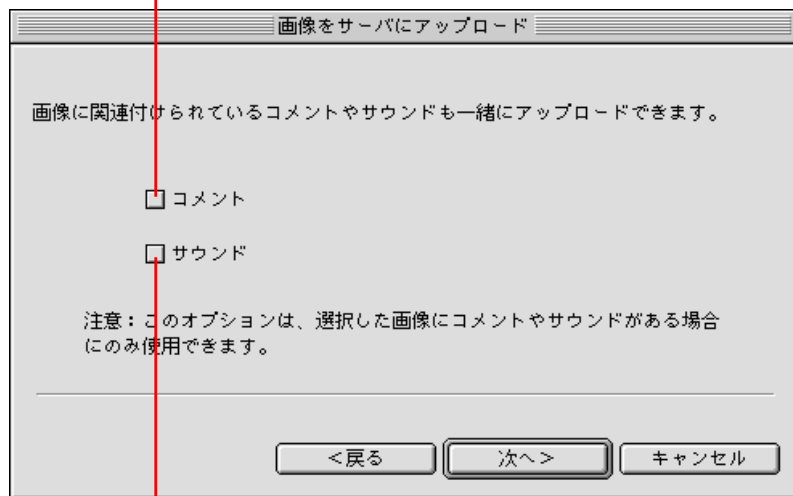 画像をサーバにアップロード
画像に関連付けられているコメントやサウンドも一緒にアップロードできます。
コメント
サウンド
注意：このオプションは、選択した画像にコメントやサウンドがある場合
にのみ使用できます。
<戻る
次へ>
キャンセル